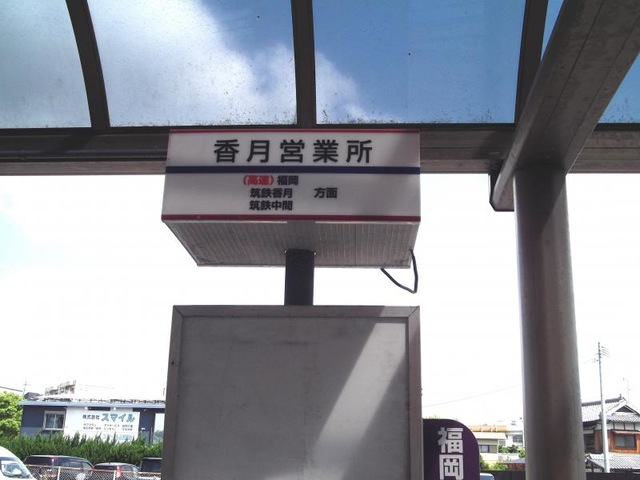 香月営業所
(高速)福岡
筑鉄香月 方面
筑鉄中間
株式会社 スマイル
福岡